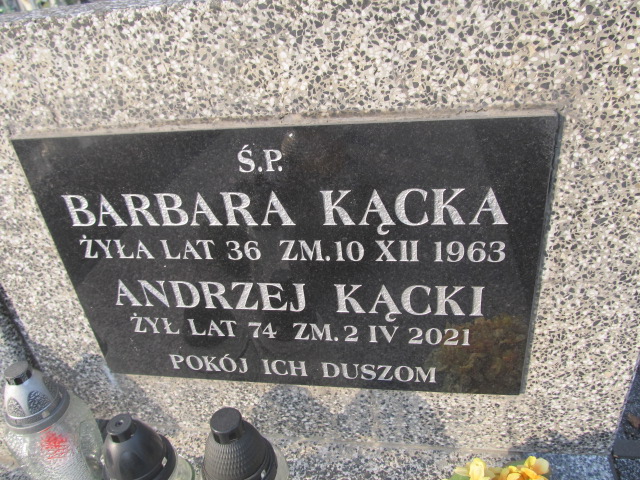 Ś.P.
BARBARA KĄCKA
ŻYŁA LAT 36 ZM.10 XII 1963
ANDRZEJ KĄCKI
ŻYŁ LAT 74 ZM.2 IV 2021
POKÓJ ICH DUSZOM